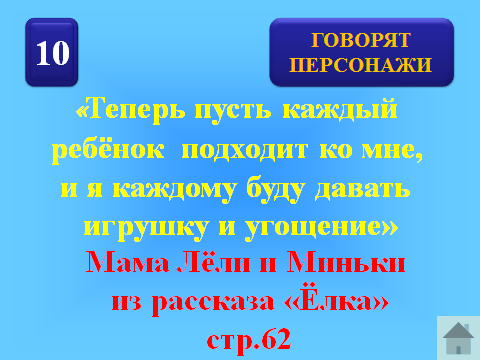 10
ГОВОРЯТ
ПЕРСОНАЖИ
«Теперь пусть каждый
ребёнок подходит ко мне,
и я каждому буду давать
игрушку и угощение»
Мама Лёли и Миньки
из рассказа «Ёлка»
стр.62